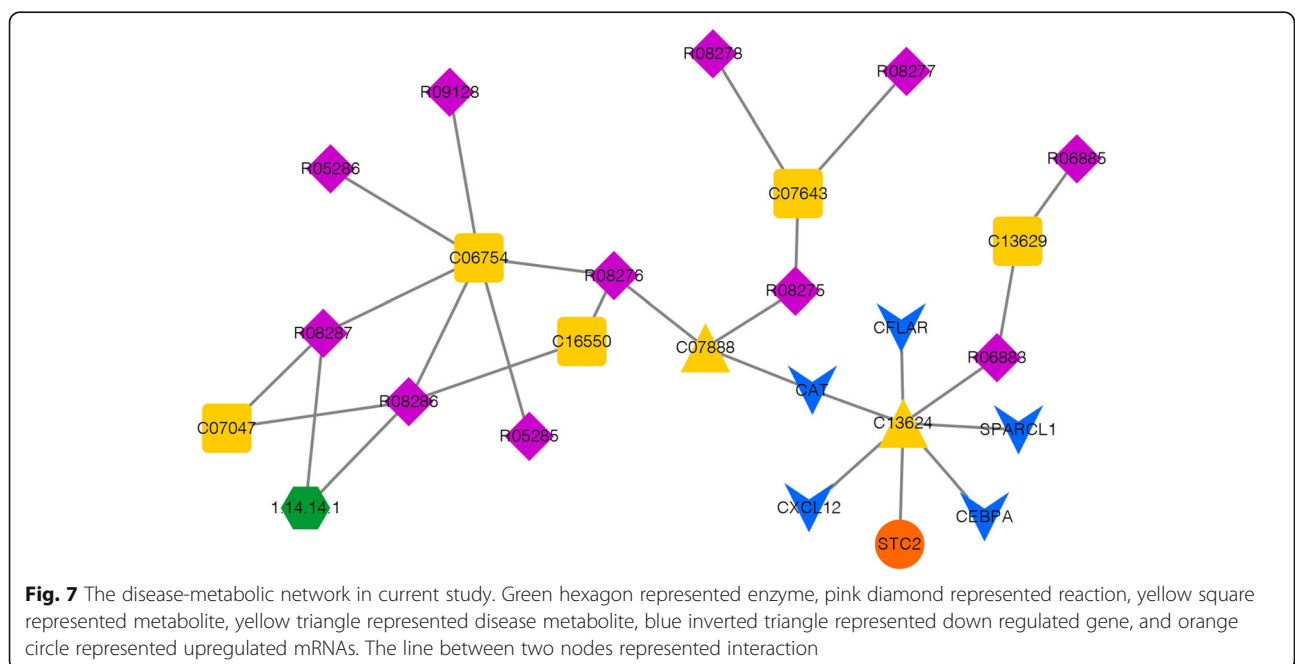 R08278
R08277
R09128
R05286
R06885
C07643
C13629
C06754
R08276
R08275
CFLAR
R08287
C16550
C07888
R06883
CAT
R08286
C07047
C13624
SPARCL1
R05285
1.14.14.1
CXCL12
CEBPA
STC2
Fig. 7 The disease-metabolic network in current study. Green hexagon represented enzyme, pink diamond represented reaction, yellow square
represented metabolite, yellow triangle represented disease metabolite, blue inverted triangle represented down regulated gene, and orange
circle represented upregulated mRNAs. The line between two nodes represented interaction